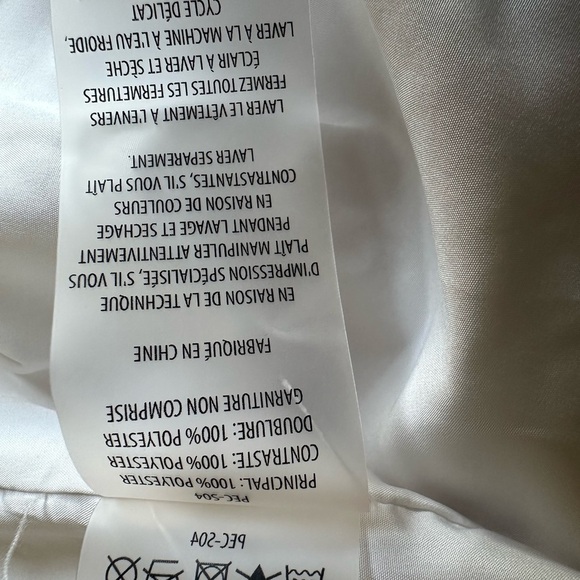 PEC-S04
PRINCIPAL: 100% POLYESTER
CONTRASTE: 100% POLYESTER
DOUBLURE: 100% POLYESTER
GARNITURE NON COMPRISE
FABRIQUÉ EN CHINE
EN RAISON DE LA TECHNIQUE
D'IMPRESSION SPÉCIALISÉE, S'IL VOUS
PLAÎT MANIPULER ATTENTIVEMENT
PENDANT LAVAGE ET SECHAGE
EN RAISON DE COULEURS
CONTRASTANTES, S'IL VOUS PLAÎT
LAVER SEPAREMENT.
LAVER LE VÊTEMENT À L'ENVERS
FERMEZ TOUTES LES FERMETURES
ÉCLAIR À LAVER ET SÈCHE
LAVER À LA MACHINE À L'EAU FROIDE,
CYCLE DÉLICAT
PEC-S04